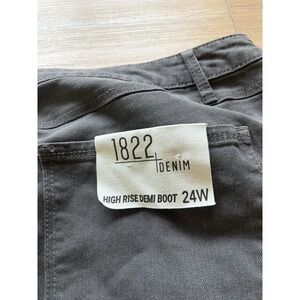 1822
DENIM
HIGH RISE DEMI BOOT 24W